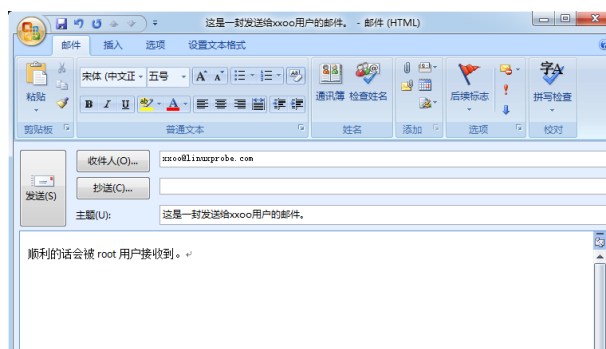 这是一封发送给xxoo用户的邮件。 - 邮件 (HTML)
邮件 插入 选项 设置文本格式
宋体 (中文正 五号 A A
粘贴 B I U ab A 通讯簿 检查姓名 后续标志 字A 拼写检查
剪贴板 普通文本 姓名 添加 选项 校对
收件人(O)... xxoo@linuxprobe.com
发送(S) 抄送(C)...
主题(U): 这是一封发送给xxoo用户的邮件。
顺利的话会被 root 用户接收到。